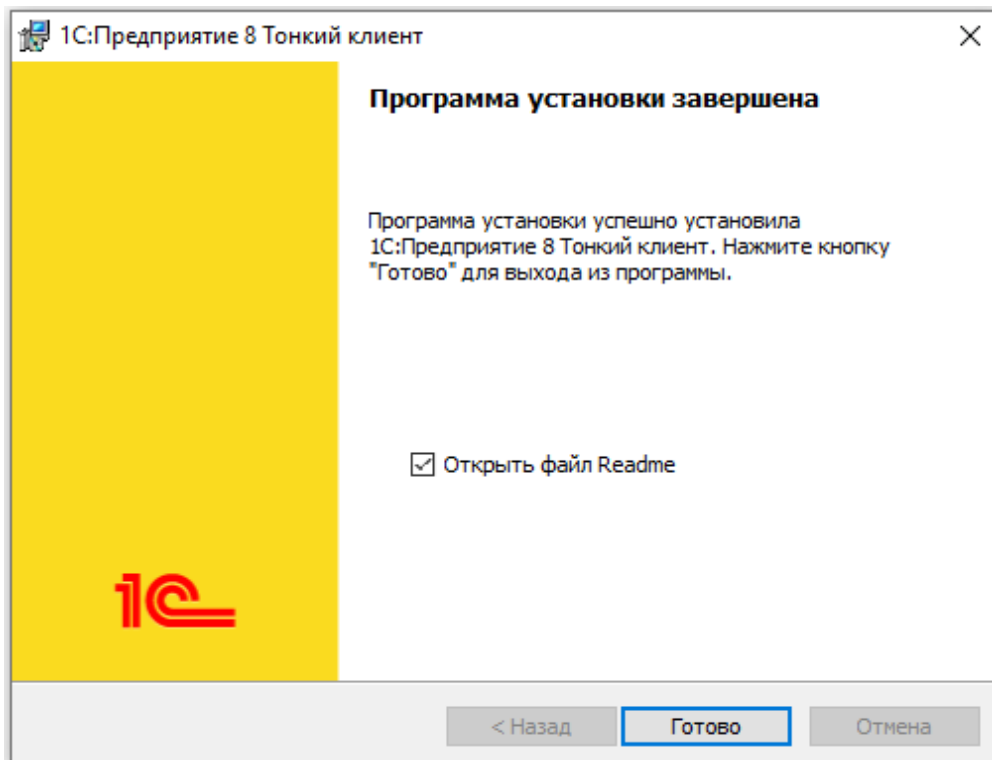 1С:Предприятие 8 Тонкий клиент
Программа установки завершена
Программа установки успешно установила
1С:Предприятие 8 Тонкий клиент. Нажмите кнопку
"Готово" для выхода из программы.
Открыть файл Readme
1С
< Назад
Готово
Отмена